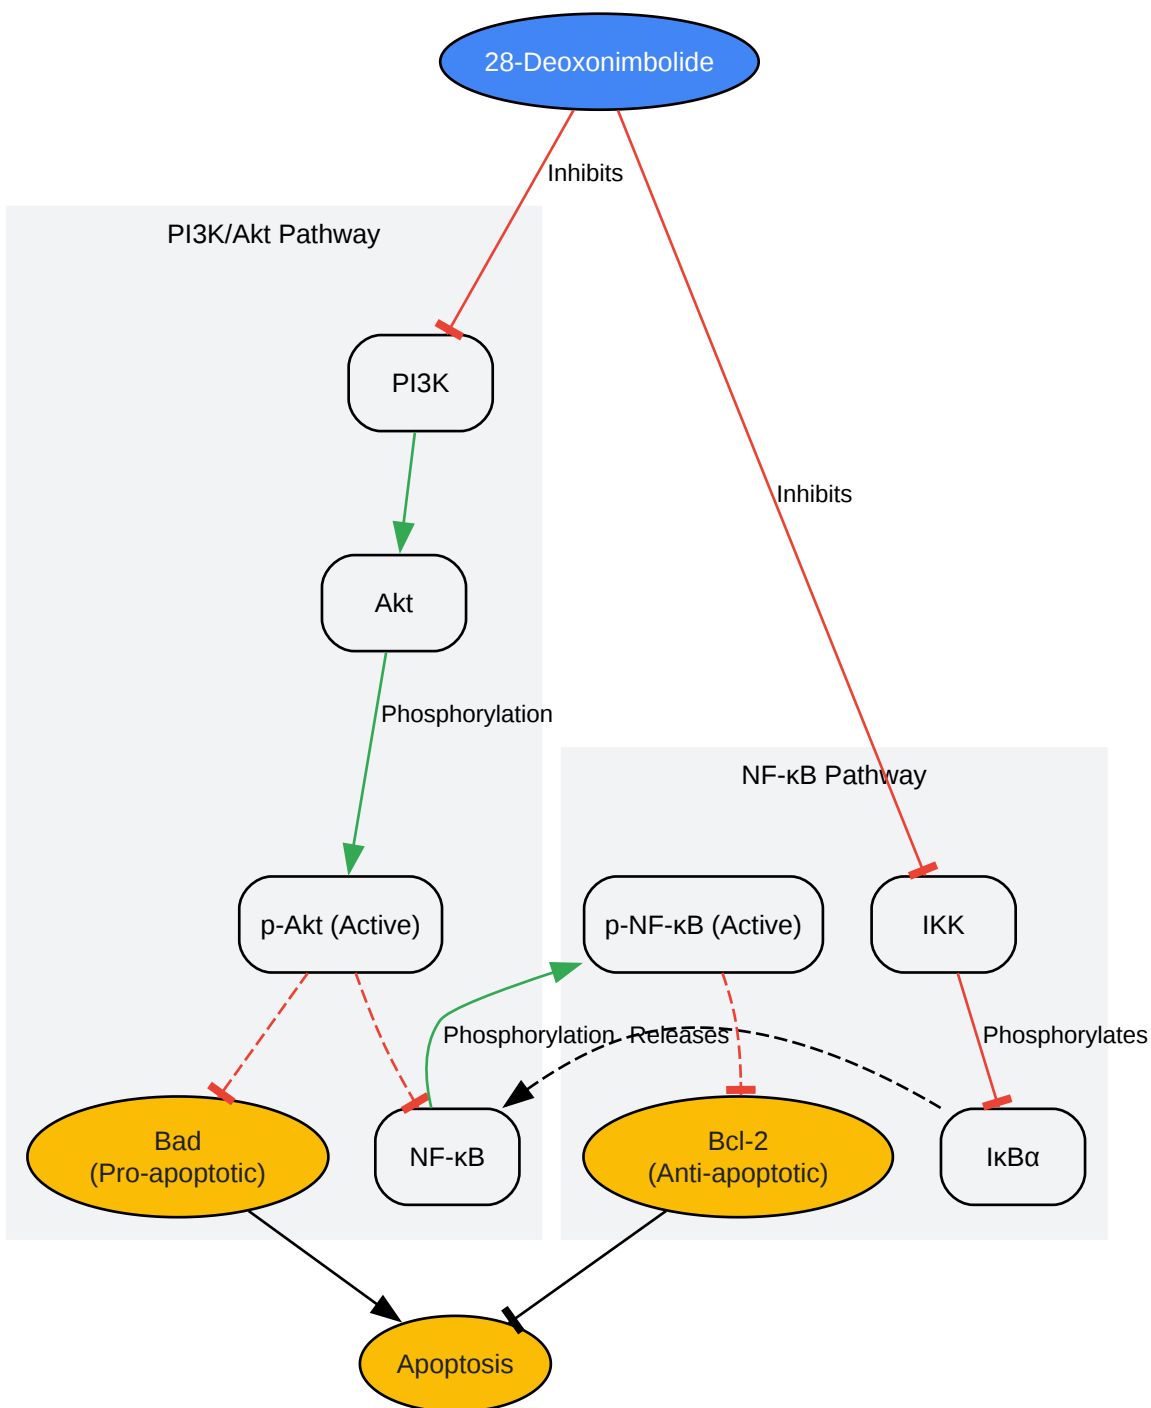 28-Deoxonimbolide
Inhibits
PI3K/Akt Pathway
PI3K
Inhibits
Akt
Phosphorylation
NF-κB Pathway
p-Akt (Active)
p-NF-κB (Active)
IKK
Phosphorylation
Releases
Phosphorylates
Bad
(Pro-apoptotic)
NF-κB
Bcl-2
(Anti-apoptotic)
IκBα
Apoptosis